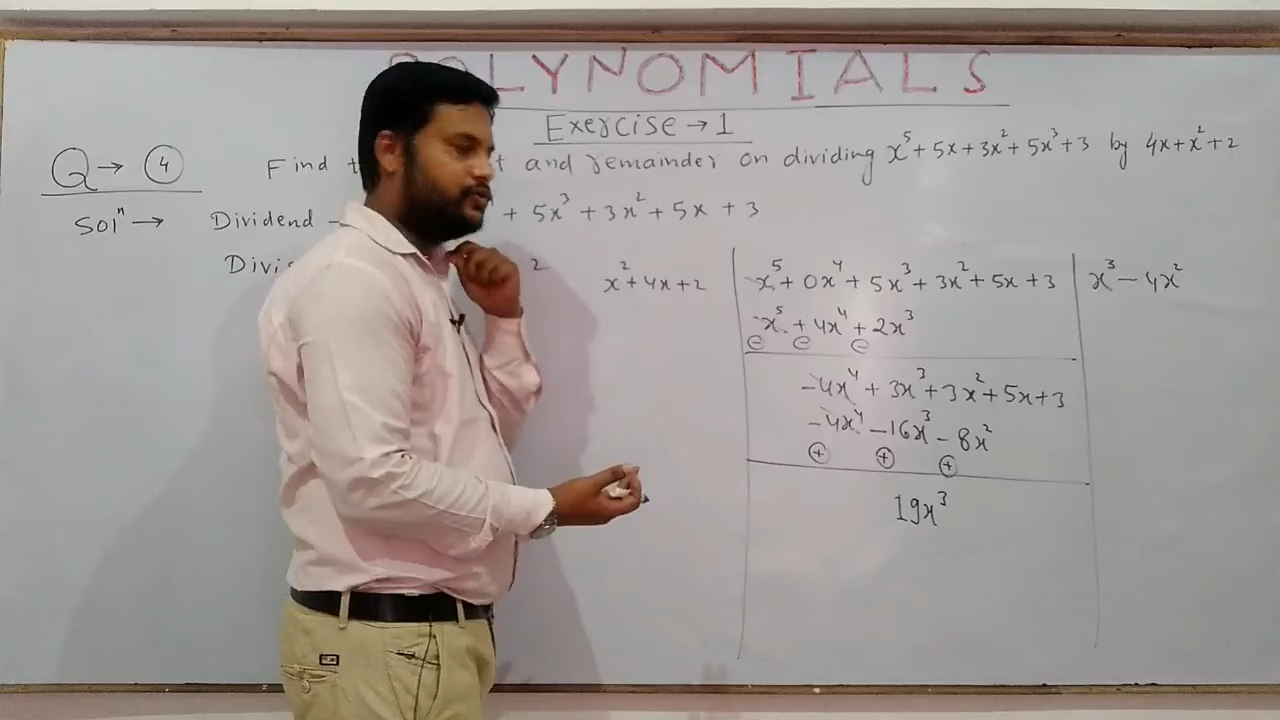 POLYNOMIALS
Exercise → 1
Q → 4 Find and remainder on dividing x⁵ + 5x + 3x² + 5x³ + 3 by 4x + x² + 2
Solⁿ → Dividend + 5x³ + 3x² + 5x + 3
2
x² + 4x + 2 | x⁵ + 0x⁴ + 5x³ + 3x² + 5x + 3 | x³ − 4x²
x⁵ + 4x⁴ + 2x³
⊖ ⊖ ⊖
−4x⁴ + 3x³ + 3x² + 5x + 3
−4x⁴ − 16x³ − 8x²
⊕ ⊕ ⊕
19x³